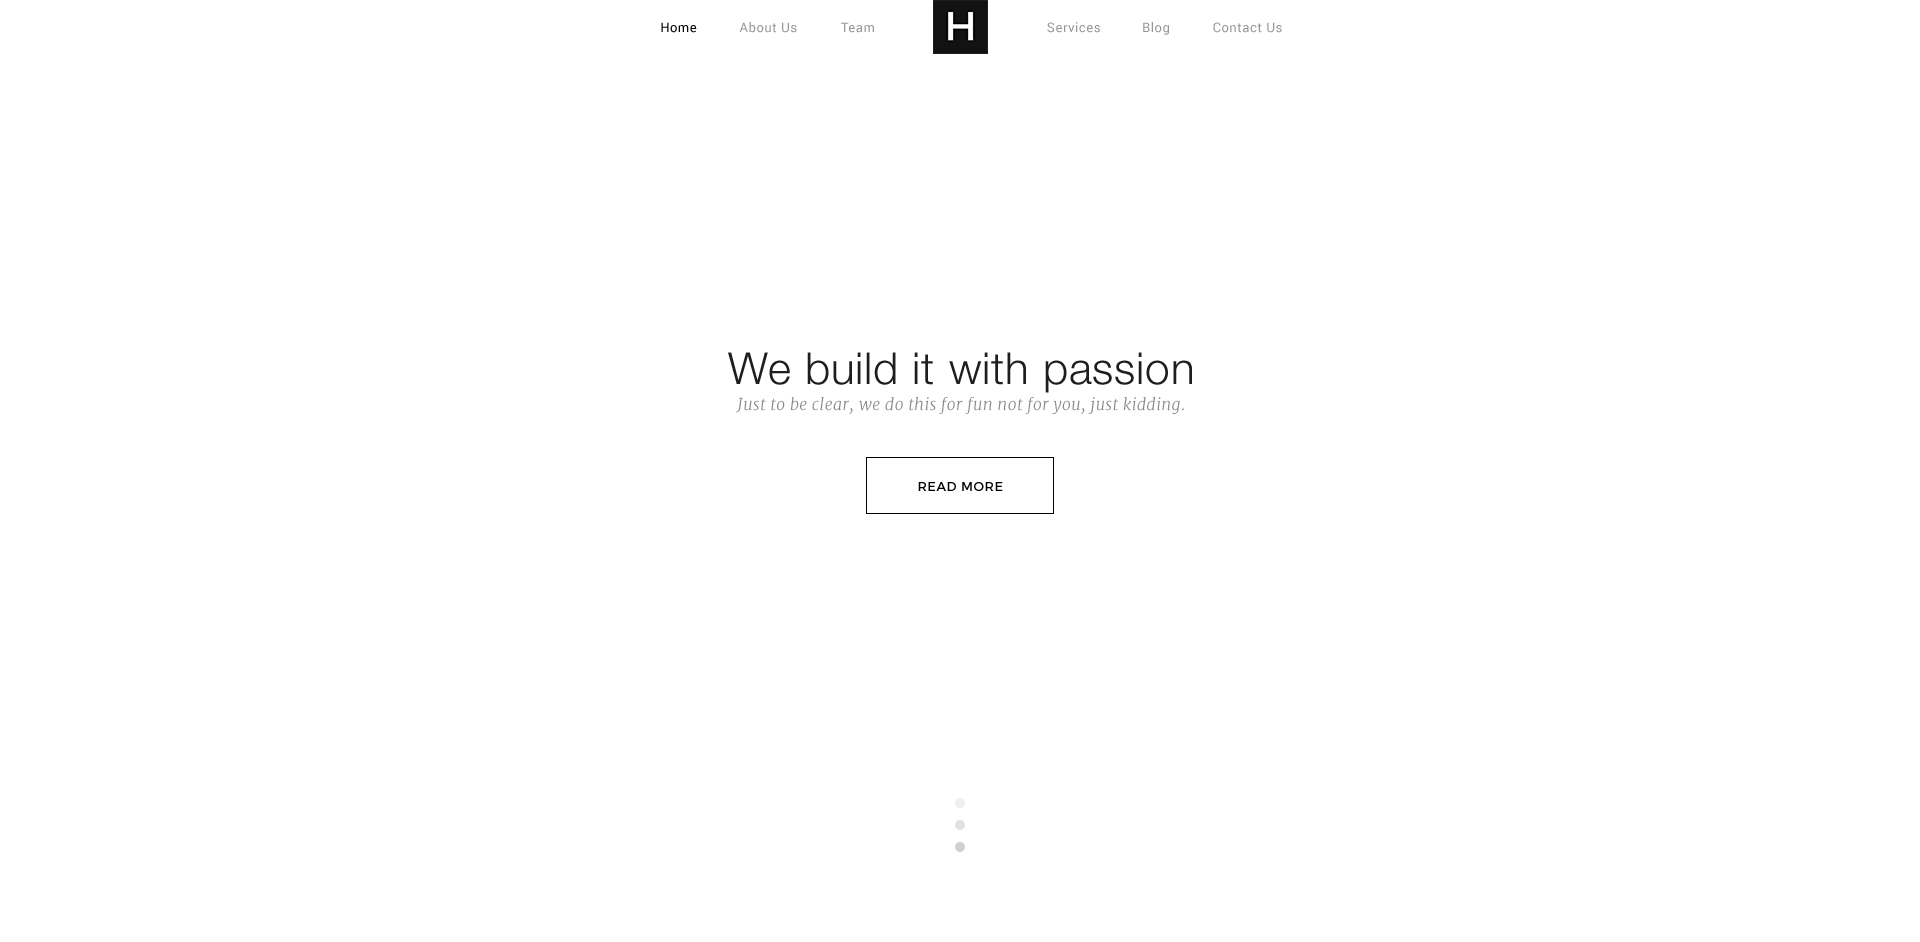 Home About Us Team H Services Blog Contact Us
We build it with passion
Just to be clear, we do this for fun not for you, just kidding.
READ MORE